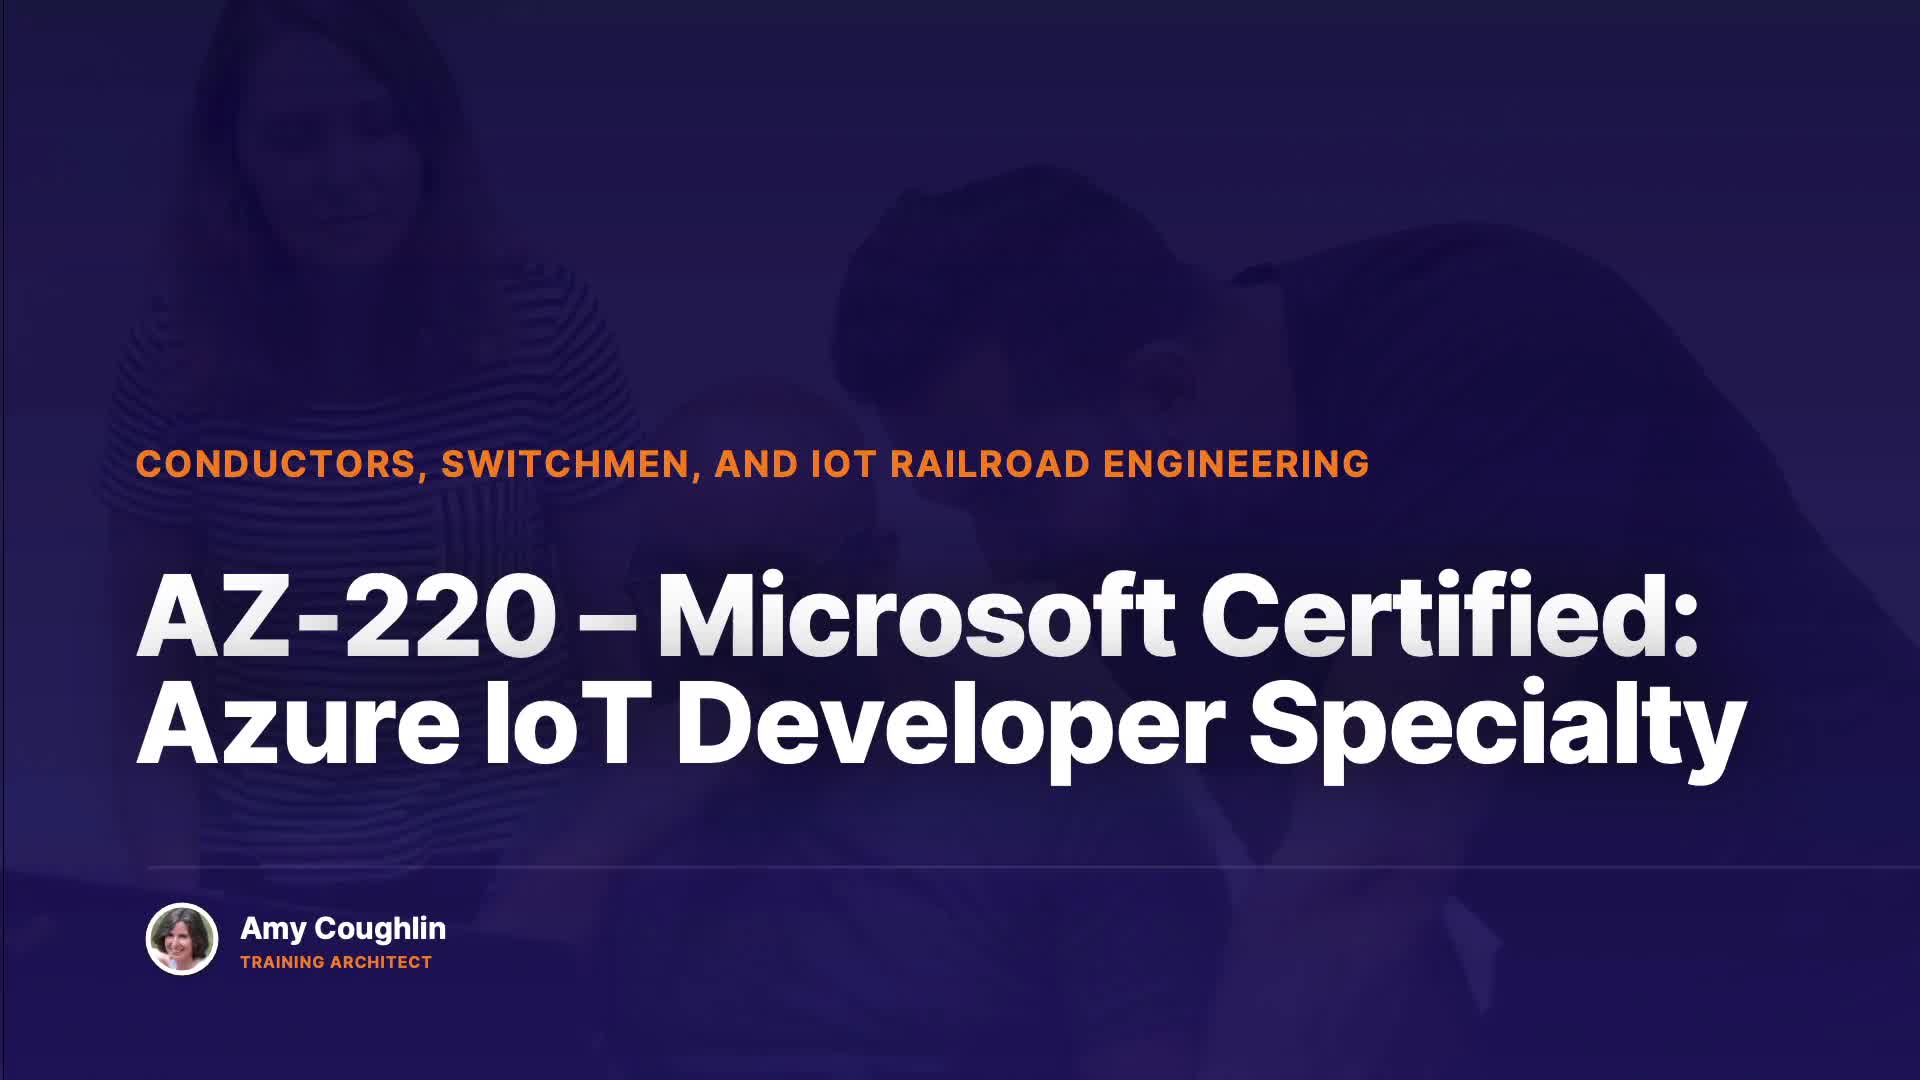 CONDUCTORS, SWITCHMEN, AND IOT RAILROAD ENGINEERING
AZ-220 – Microsoft Certified:
Azure IoT Developer Specialty
Amy Coughlin
TRAINING ARCHITECT